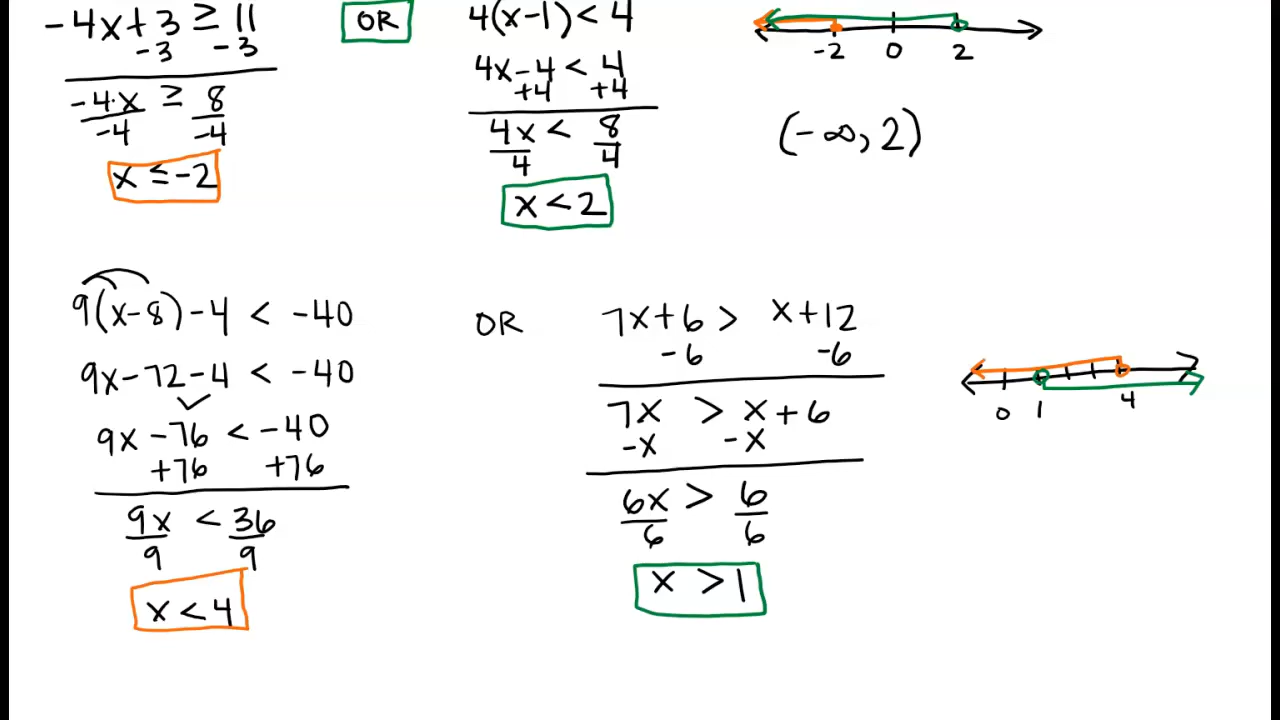 -4x + 3 ≥ 11
-3 -3
-4·x ≥ 8
-4 -4
x ≤ -2
OR
4(x-1) < 4
4x - 4 < 4
+4 +4
4x < 8
4 4
x < 2
-2 0 2
(-∞, 2)
9(x-8) - 4 < -40
9x - 72 - 4 < -40
9x - 76 < -40
+76 +76
9x < 36
9 9
x < 4
OR
7x + 6 > x + 12
-6 -6
7x > x + 6
-x -x
6x > 6
6 6
x > 1
0 1 4